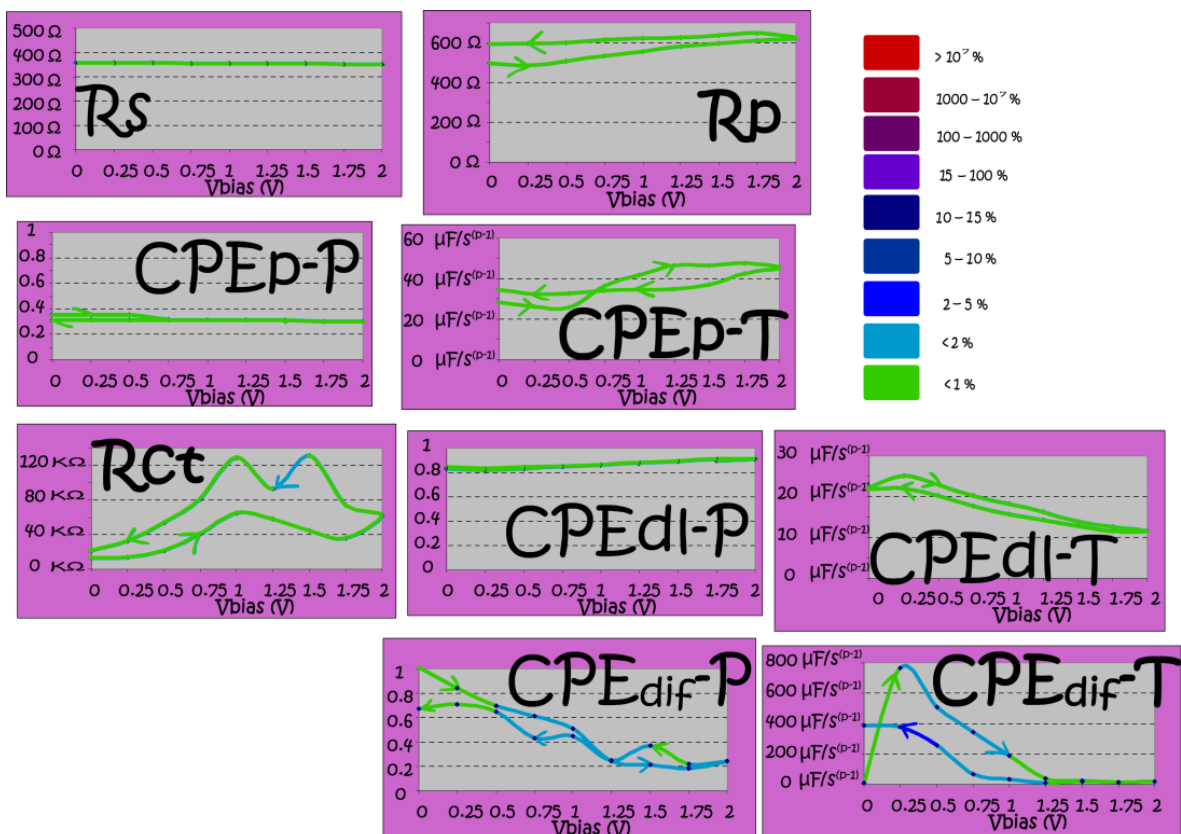 500 Ω
400 Ω
300 Ω
200 Ω
100 Ω
0 Ω
Rs
0 0.25 0.5 0.75 1 1.25 1.5 1.75 2
Vbias (V)
600 Ω
400 Ω
200 Ω
0 Ω
Rp
0 0.25 0.5 0.75 1 1.25 1.5 1.75 2
Vbias (V)
> 10⁷ %
1000 – 10⁷ %
100 – 1000 %
15 – 100 %
10 – 15 %
5 – 10 %
2 – 5 %
< 2 %
< 1 %
1
0.8
0.6
0.4
0.2
0
CPEp-P
0.25 0.5 0.75 1 1.25 1.5 1.75 2
Vbias (V)
60 µF/s(p-1)
40 µF/s(p-1)
20 µF/s(p-1)
0 µF/s(p-1)
CPEp-T
0.25 0.5 0.75 1 1.25 1.5 1.75 2
Vbias (V)
120 KΩ
80 KΩ
40 KΩ
0 KΩ
Rct
0 0.25 0.5 0.75 1 1.25 1.5 1.75 2
Vbias (V)
1
0.8
0.6
0.4
0.2
0
CPEdl-P
0 0.25 0.5 0.75 1 1.25 1.5 1.75 2
Vbias (V)
30 µF/s(p-1)
20 µF/s(p-1)
10 µF/s(p-1)
0 µF/s(p-1)
CPEdl-T
0 0.25 0.5 0.75 1 1.25 1.5 1.75 2
Vbias (V)
1
0.8
0.6
0.4
0.2
0
CPEdif-P
0 0.25 0.5 0.75 1 1.25 1.5 1.75 2
Vbias (V)
800 µF/s(p-1)
600 µF/s(p-1)
400 µF/s(p-1)
200 µF/s(p-1)
0 µF/s(p-1)
CPEdif-T
0 0.25 0.5 0.75 1 1.25 1.5 1.75 2
Vbias (V)